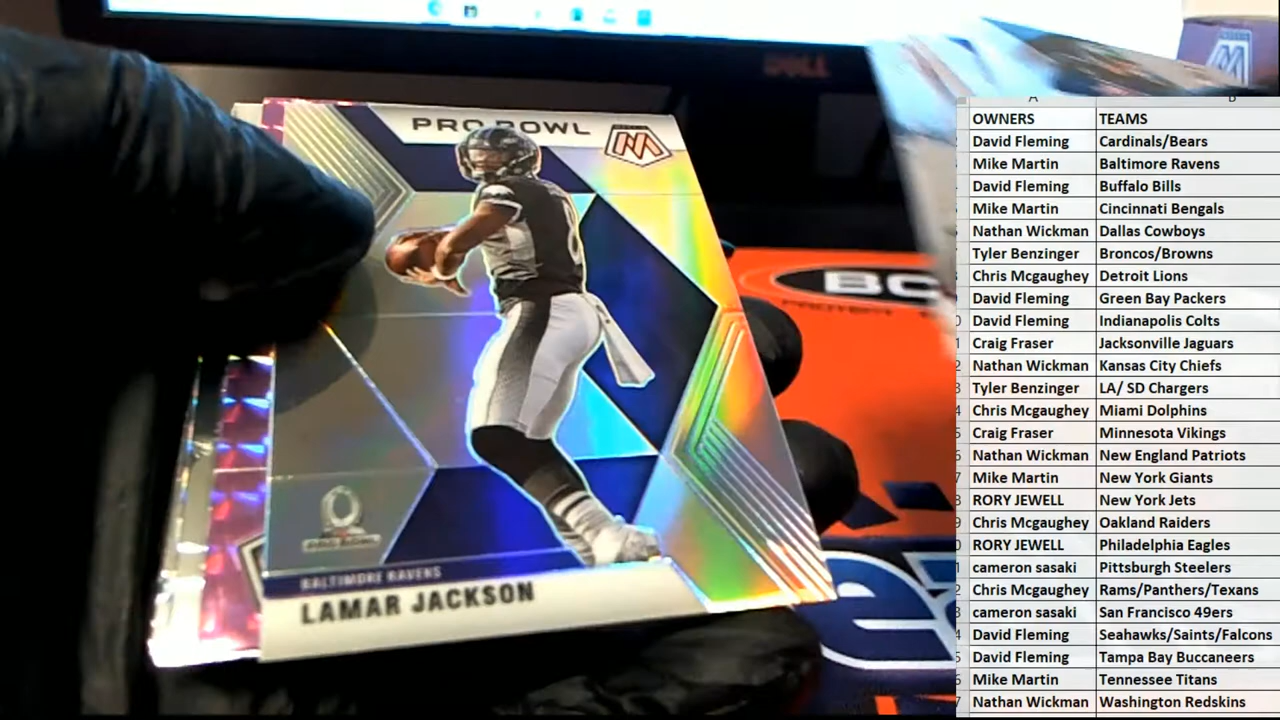 DELL
PRO BOWL
MOSAIC
PRO BOWL
BALTIMORE RAVENS
LAMAR JACKSON
BC
A B
OWNERS TEAMS
David Fleming Cardinals/Bears
Mike Martin Baltimore Ravens
David Fleming Buffalo Bills
Mike Martin Cincinnati Bengals
Nathan Wickman Dallas Cowboys
Tyler Benzinger Broncos/Browns
Chris Mcgaughey Detroit Lions
David Fleming Green Bay Packers
David Fleming Indianapolis Colts
Craig Fraser Jacksonville Jaguars
Nathan Wickman Kansas City Chiefs
Tyler Benzinger LA/ SD Chargers
Chris Mcgaughey Miami Dolphins
Craig Fraser Minnesota Vikings
Nathan Wickman New England Patriots
Mike Martin New York Giants
RORY JEWELL New York Jets
Chris Mcgaughey Oakland Raiders
RORY JEWELL Philadelphia Eagles
cameron sasaki Pittsburgh Steelers
Chris Mcgaughey Rams/Panthers/Texans
cameron sasaki San Francisco 49ers
David Fleming Seahawks/Saints/Falcons
David Fleming Tampa Bay Buccaneers
Mike Martin Tennessee Titans
Nathan Wickman Washington Redskins